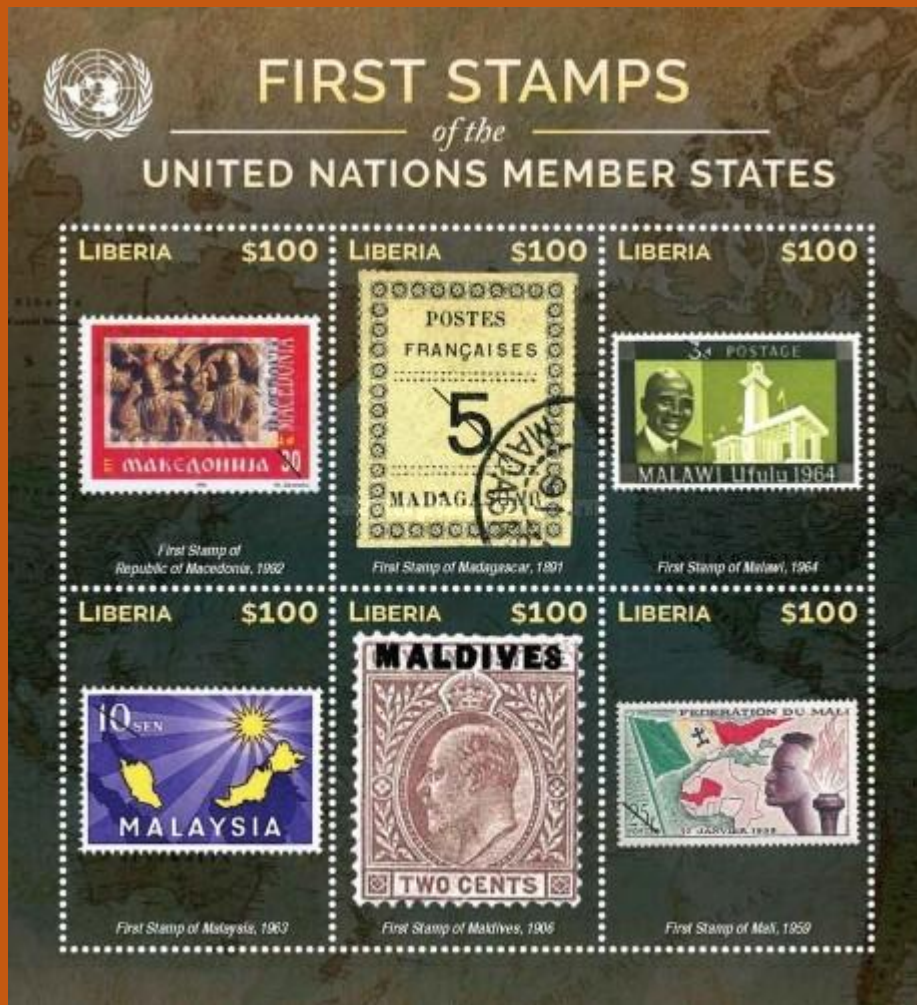 FIRST STAMPS
of the
UNITED NATIONS MEMBER STATES
LIBERIA $100
LIBERIA $100
LIBERIA $100
MACEDONIA
МАКЕДОНИЈА 30
First Stamp of
Republic of Macedonia, 1992
POSTES
FRANÇAISES
5
MADAGASCAR
First Stamp of Madagascar, 1891
3d POSTAGE
MALAWI Ufulu 1964
First Stamp of Malawi, 1964
LIBERIA $100
LIBERIA $100
LIBERIA $100
10 SEN
MALAYSIA
First Stamp of Malaysia, 1963
MALDIVES
TWO CENTS
First Stamp of Maldives, 1906
FEDERATION DU MALI
25F
First Stamp of Mali, 1959